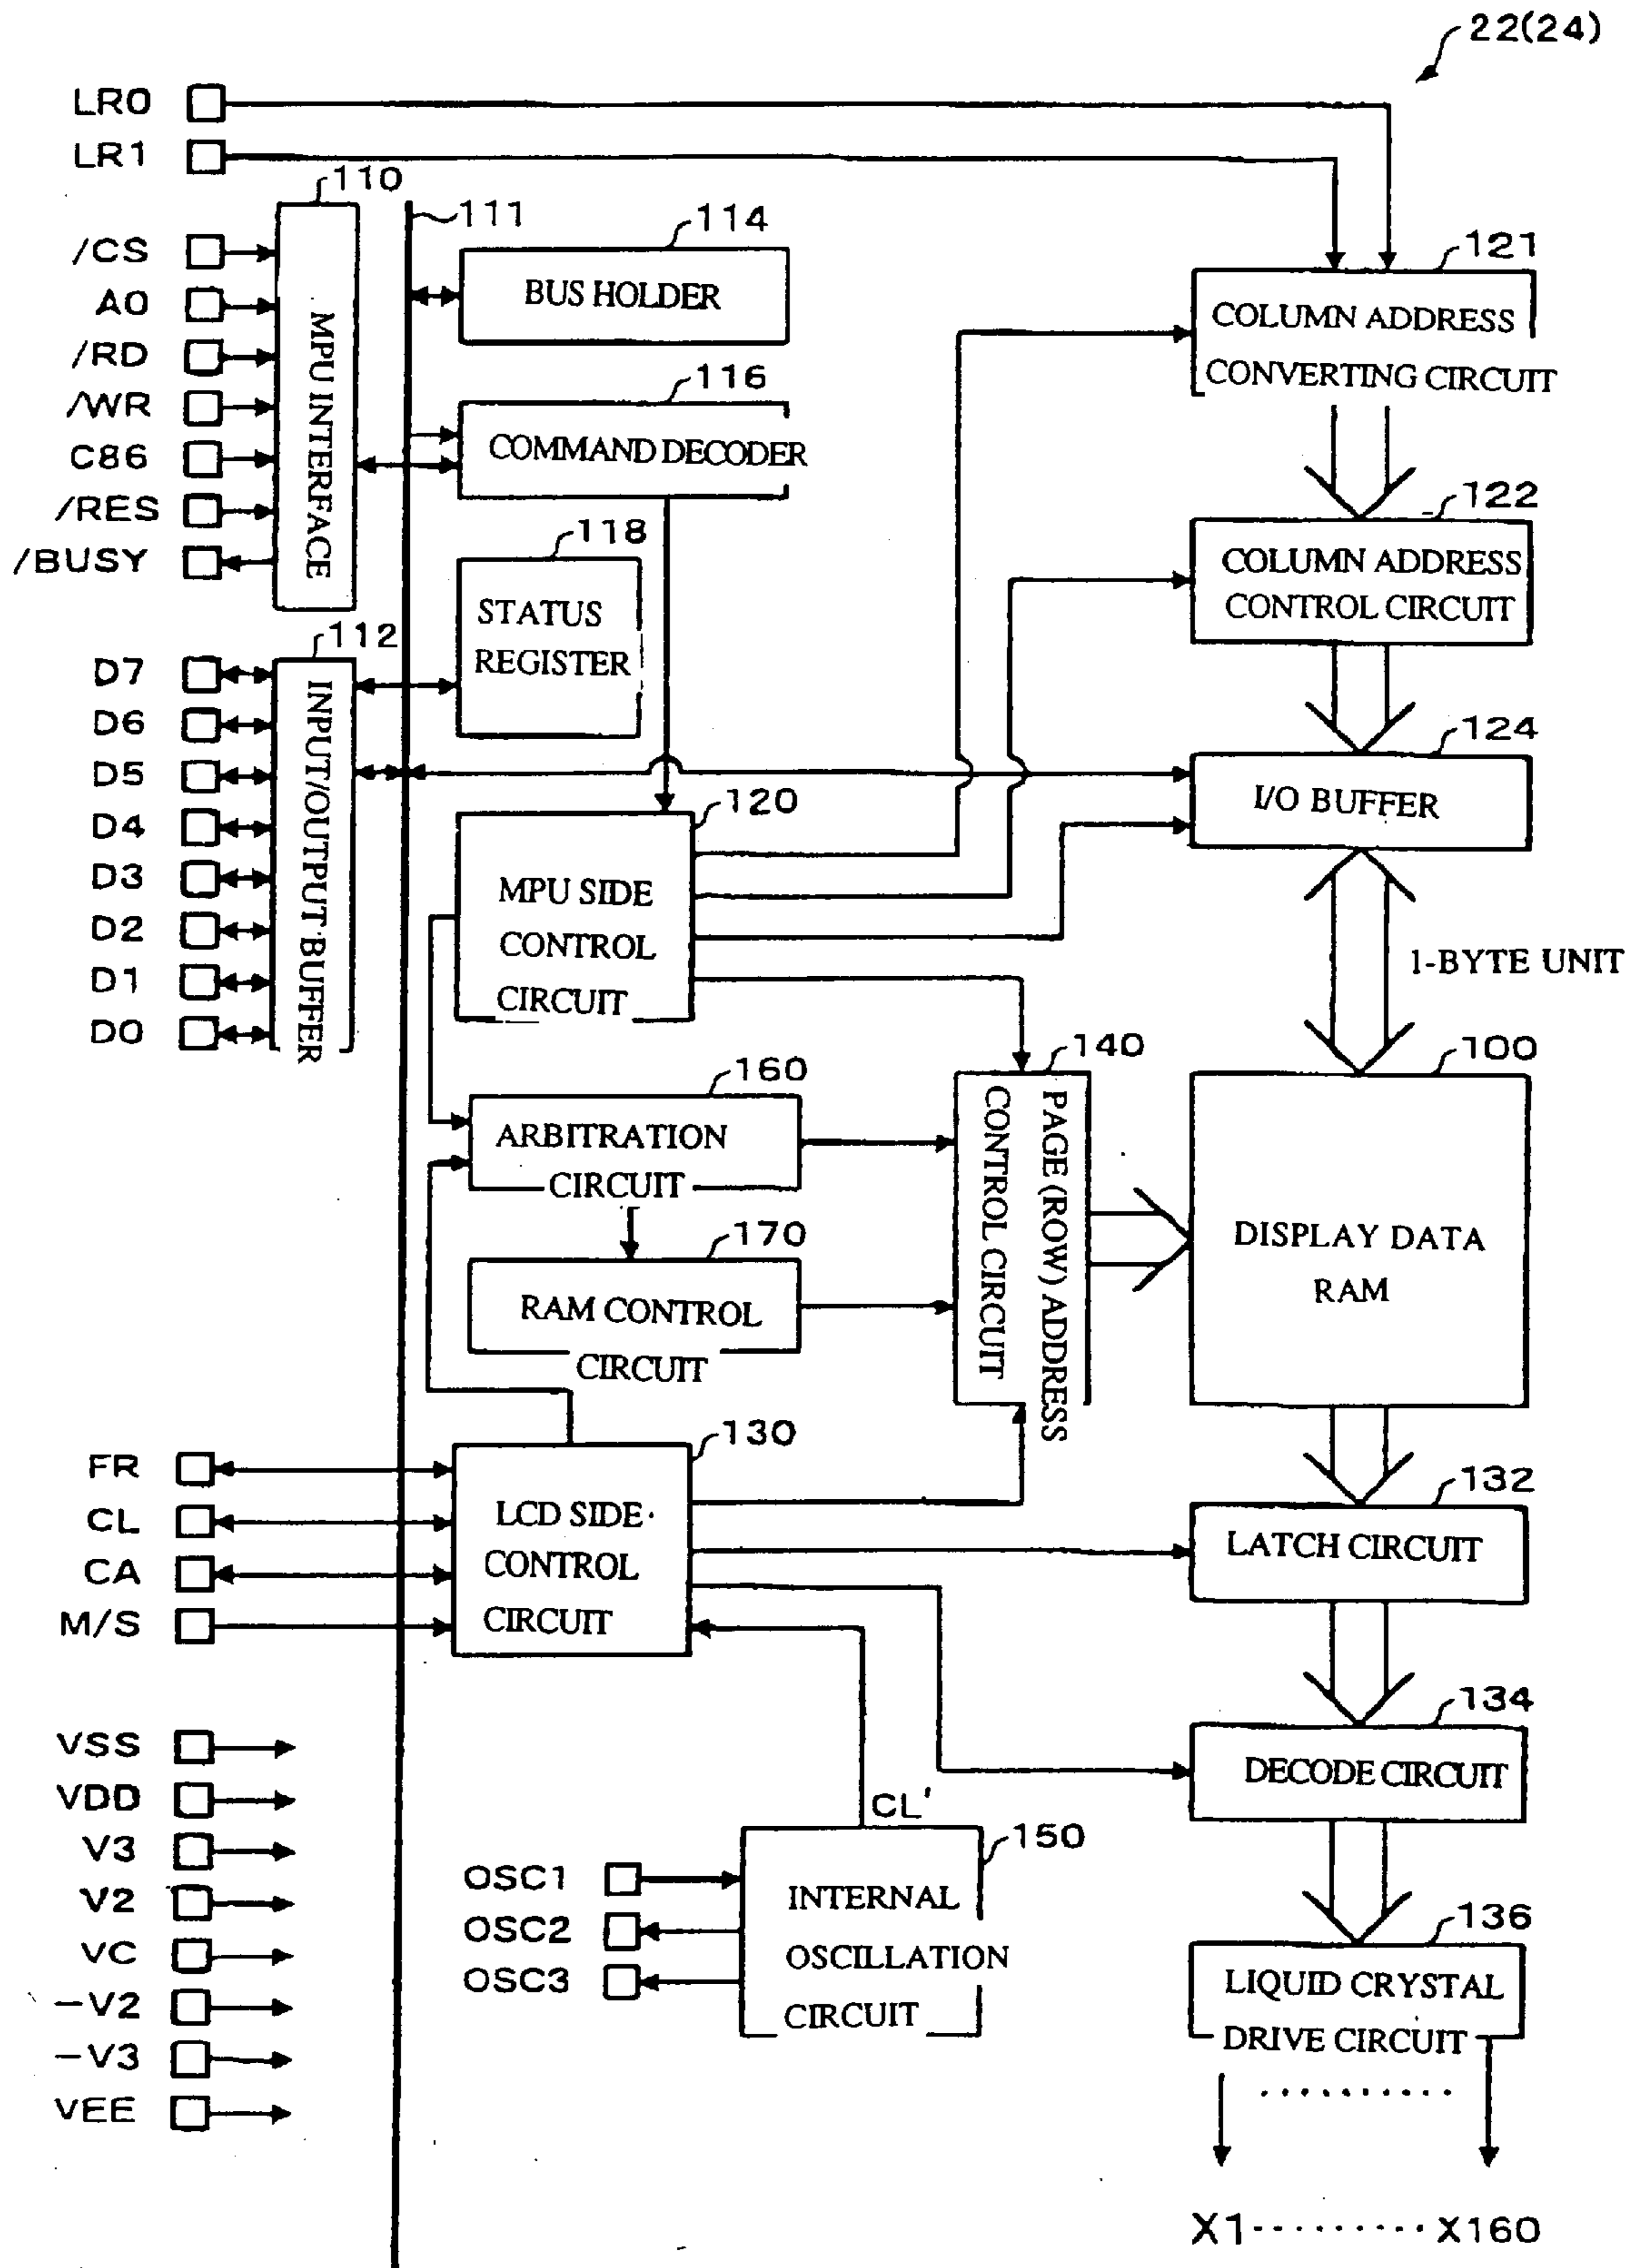 22(24)
LR0
LR1
110
111
114
121
/CS
A0
/RD
/WR
C86
/RES
/BUSY
MPU INTERFACE
BUS HOLDER
COLUMN ADDRESS
CONVERTING CIRCUIT
116
COMMAND DECODER
122
COLUMN ADDRESS
CONTROL CIRCUIT
118
STATUS
REGISTER
112
D7
D6
D5
D4
D3
D2
D1
D0
INPUT/OUTPUT BUFFER
124
I/O BUFFER
120
MPU SIDE
CONTROL
CIRCUIT
1-BYTE UNIT
160
ARBITRATION
CIRCUIT
140
PAGE (ROW) ADDRESS
CONTROL CIRCUIT
100
DISPLAY DATA
RAM
170
RAM CONTROL
CIRCUIT
130
FR
CL
CA
M/S
LCD SIDE
CONTROL
CIRCUIT
132
LATCH CIRCUIT
134
DECODE CIRCUIT
VSS
VDD
V3
V2
VC
-V2
-V3
VEE
CL'
150
OSC1
OSC2
OSC3
INTERNAL
OSCILLATION
CIRCUIT
136
LIQUID CRYSTAL
DRIVE CIRCUIT
..........
X1 ......... X160